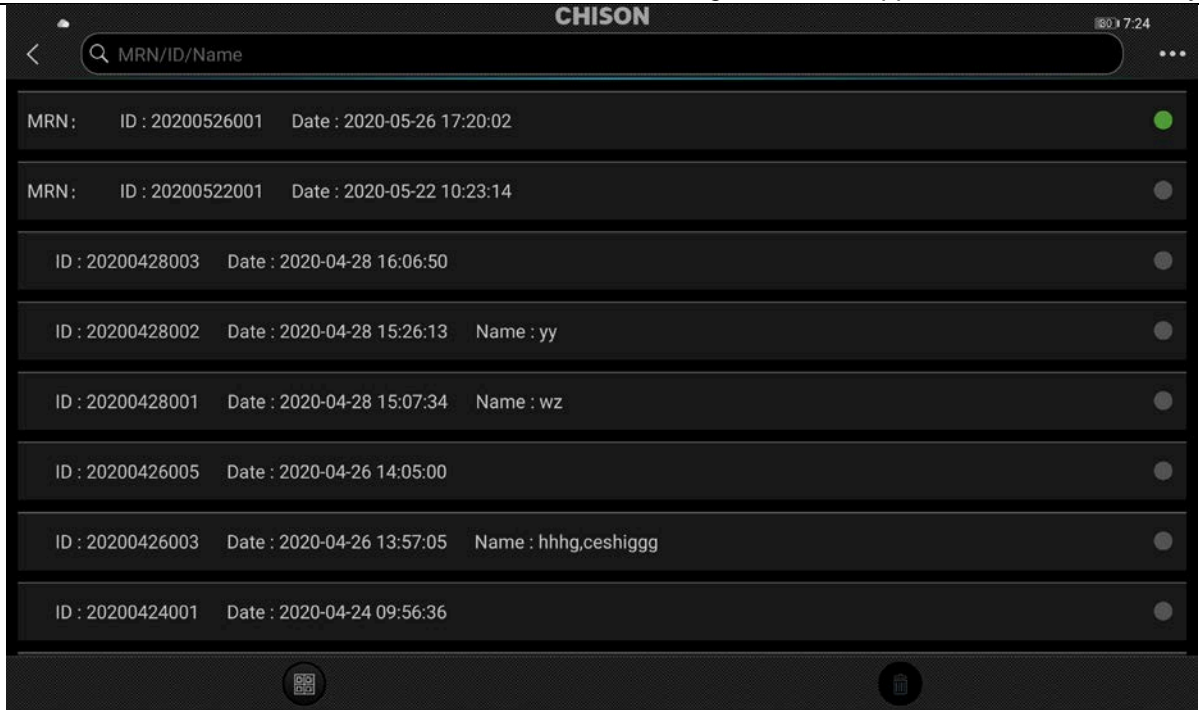 CHISON
80 7:24
MRN/ID/Name
MRN: ID : 20200526001 Date : 2020-05-26 17:20:02
MRN: ID : 20200522001 Date : 2020-05-22 10:23:14
ID : 20200428003 Date : 2020-04-28 16:06:50
ID : 20200428002 Date : 2020-04-28 15:26:13 Name : yy
ID : 20200428001 Date : 2020-04-28 15:07:34 Name : wz
ID : 20200426005 Date : 2020-04-26 14:05:00
ID : 20200426003 Date : 2020-04-26 13:57:05 Name : hhhg,ceshiggg
ID : 20200424001 Date : 2020-04-24 09:56:36